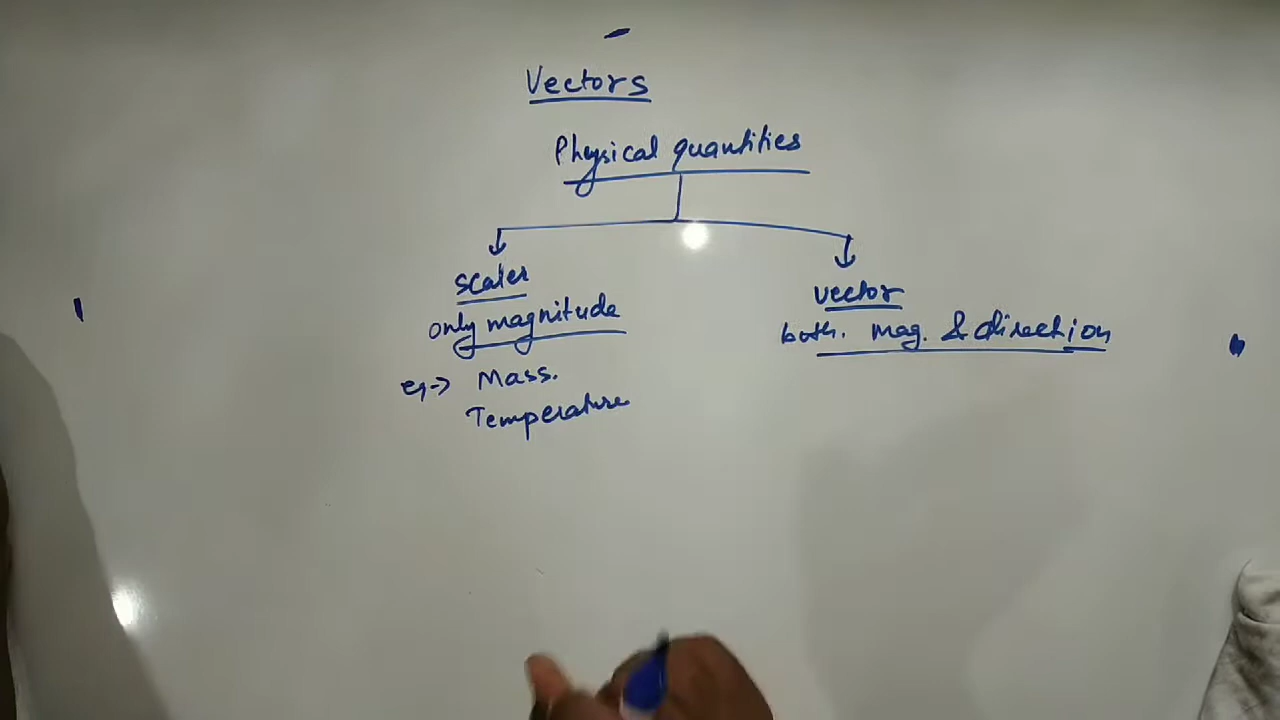 Vectors
Physical quantities
scaler
only magnitude
eg-> Mass.
Temperature
vector
both. mag. & direction